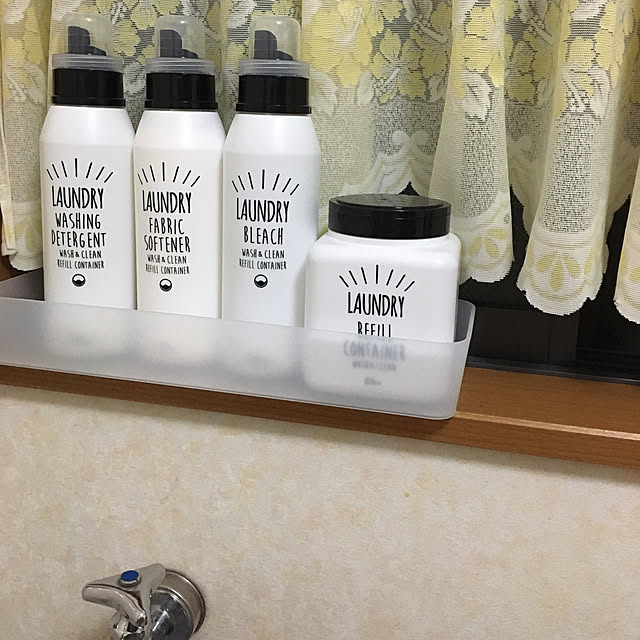 LAUNDRY
WASHING
DETERGENT
WASH & CLEAN
REFILL CONTAINER
LAUNDRY
FABRIC
SOFTENER
WASH & CLEAN
REFILL CONTAINER
LAUNDRY
BLEACH
WASH & CLEAN
REFILL CONTAINER
LAUNDRY
REFILL
CONTAINER
WASH & CLEAN